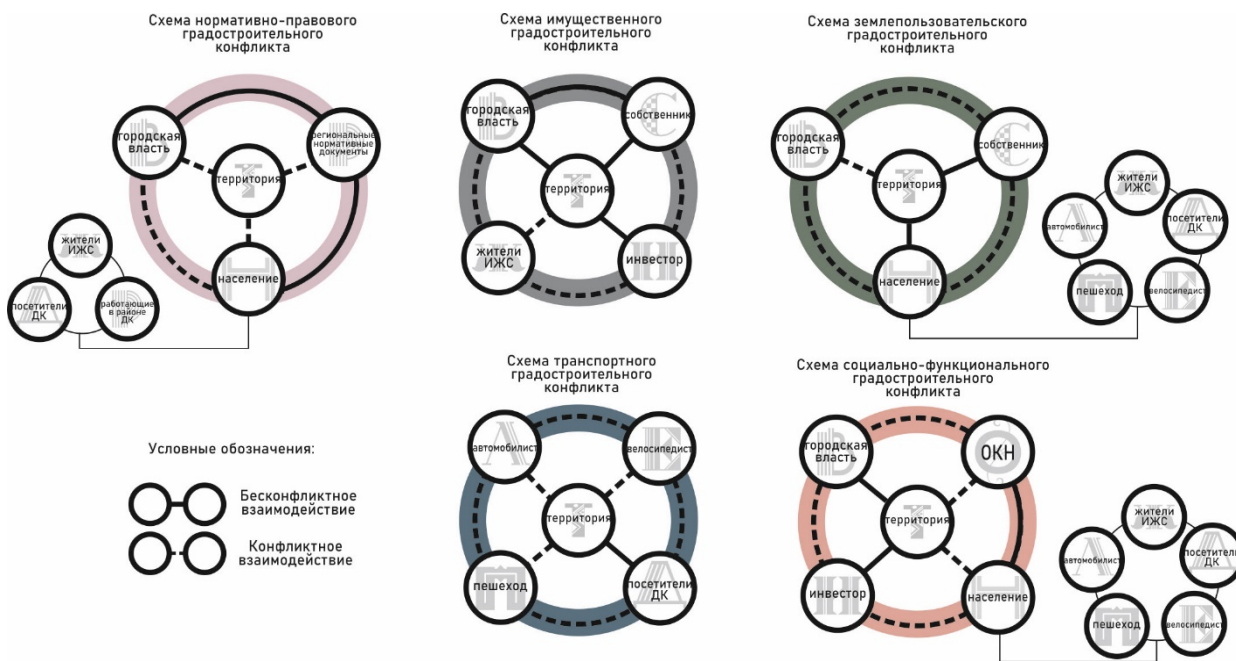 Схема нормативно-правового
градостроительного
конфликта
городская
власть
региональные
нормативные
документы
территория
население
жители
ИЖС
посетители
ДК
работающие
в районе
ДК
Схема имущественного
градостроительного
конфликта
городская
власть
собственник
территория
жители
ИЖС
инвестор
Схема землепользовательского
градостроительного
конфликта
городская
власть
собственник
территория
население
жители
ИЖС
автомобилист
посетители
ДК
пешеход
велосипедист
Условные обозначения:
Бесконфликтное
взаимодействие
Конфликтное
взаимодействие
Схема транспортного
градостроительного
конфликта
автомобилист
велосипедист
территория
пешеход
посетители
ДК
Схема социально-функционального
градостроительного
конфликта
городская
власть
ОКН
территория
инвестор
население
жители
ИЖС
автомобилист
посетители
ДК
пешеход
велосипедист